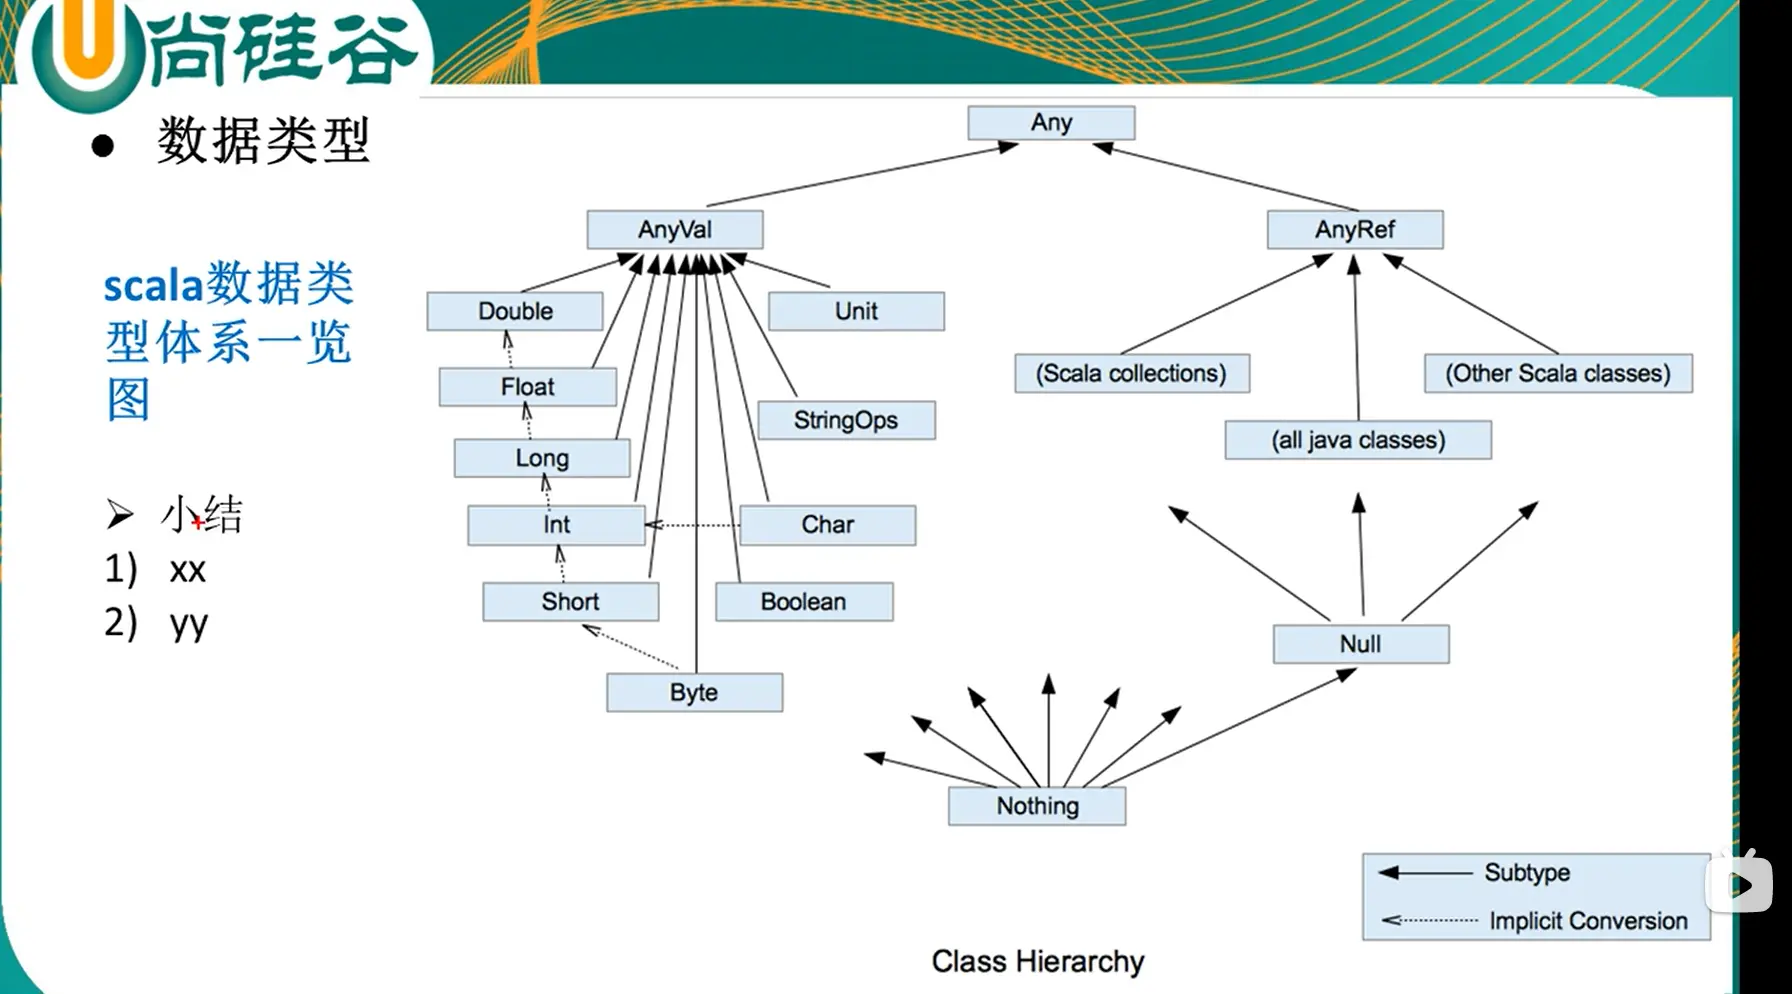 尚硅谷
● 数据类型
scala数据类
型体系一览
图
➢ 小结
1) xx
2) yy
Any
AnyVal
AnyRef
Double
Unit
Float
(Scala collections)
(Other Scala classes)
StringOps
(all java classes)
Long
Int
Char
Short
Boolean
Null
Byte
Nothing
Subtype
Implicit Conversion
Class Hierarchy